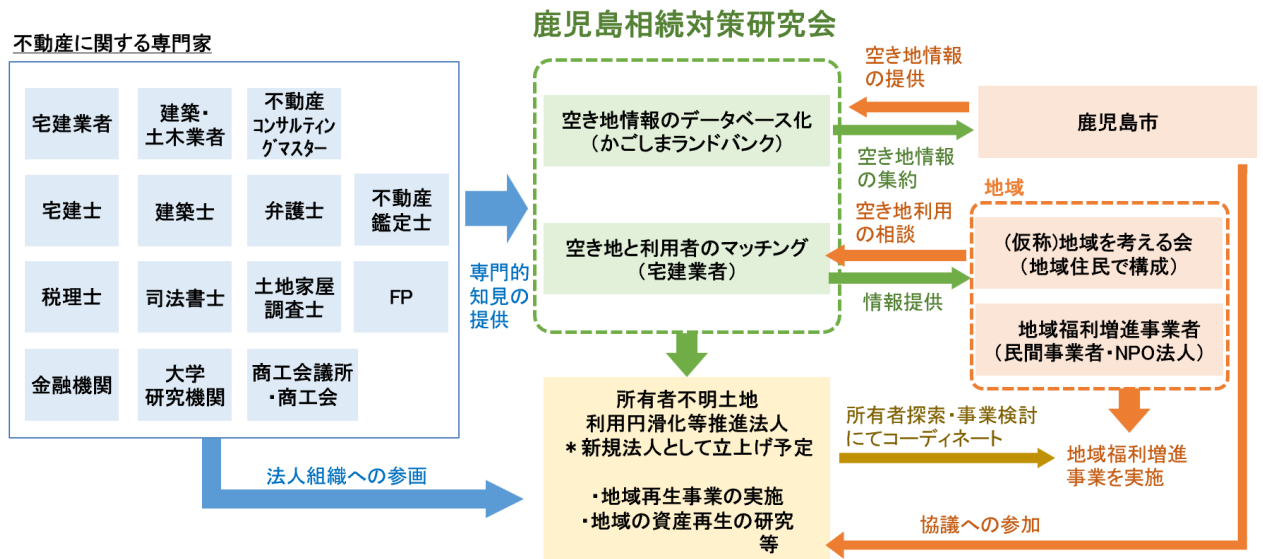 鹿児島相続対策研究会
不動産に関する専門家
宅建業者
建築・
土木業者
不動産
コンサルティン
グマスター
宅建士
建築士
弁護士
不動産
鑑定士
税理士
司法書士
土地家屋
調査士
FP
金融機関
大学
研究機関
商工会議所
・商工会
専門的
知見の
提供
法人組織への参画
空き地情報のデータベース化
（かごしまランドバンク）
空き地と利用者のマッチング
（宅建業者）
空き地情報
の提供
空き地情報
の集約
空き地利用
の相談
情報提供
鹿児島市
地域
（仮称）地域を考える会
（地域住民で構成）
地域福利増進事業者
（民間事業者・NPO法人）
所有者不明土地
利用円滑化等推進法人
＊新規法人として立上げ予定
・地域再生事業の実施
・地域の資産再生の研究
等
所有者探索・事業検討
にてコーディネート
地域福利増進
事業を実施
協議への参加